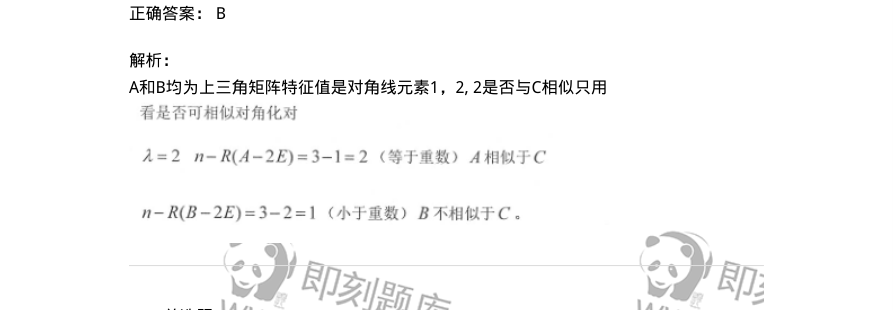 正确答案： B
解析：
A和B均为上三角矩阵特征值是对角线元素1，2, 2是否与C相似只用
看是否可相似对角化对
λ=2 n−R(A−2E)=3−1=2（等于重数）A相似于C
n−R(B−2E)=3−2=1（小于重数）B不相似于C。
即刻题库 即刻